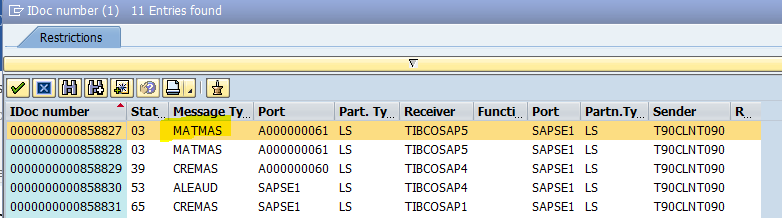 IDoc number (1) 11 Entries found
Restrictions
IDoc number Stat.. Message Ty.. Port Part. Ty.. Receiver Functi.. Port Partn.Ty.. Sender R..
0000000000858827 03 MATMAS A000000061 LS TIBCOSAP5 SAPSE1 LS T90CLNT090
0000000000858828 03 MATMAS A000000061 LS TIBCOSAP5 SAPSE1 LS T90CLNT090
0000000000858829 39 CREMAS A000000060 LS TIBCOSAP4 SAPSE1 LS T90CLNT090
0000000000858830 53 ALEAUD SAPSE1 LS TIBCOSAP4 SAPSE1 LS T90CLNT090
0000000000858831 65 CREMAS LS TIBCOSAP1 SAPSE1 LS T90CLNT090